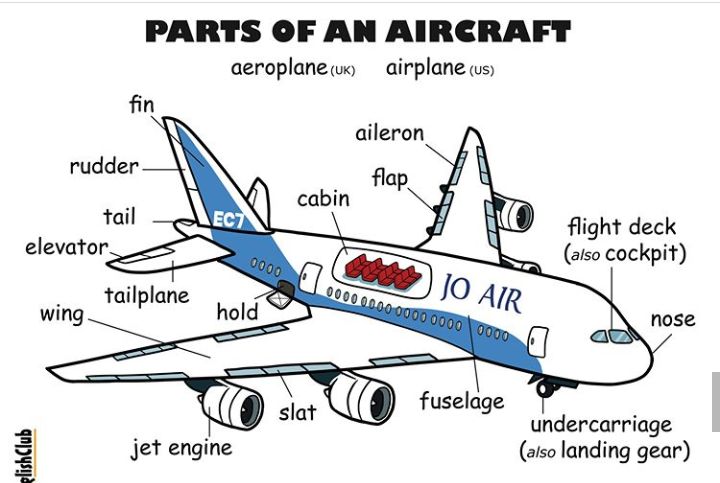 PARTS OF AN AIRCRAFT
aeroplane (UK) airplane (US)
fin
aileron
rudder
flap
cabin
tail
EC7
flight deck
(also cockpit)
elevator
tailplane
JO AIR
hold
wing
nose
fuselage
slat
undercarriage
(also landing gear)
jet engine